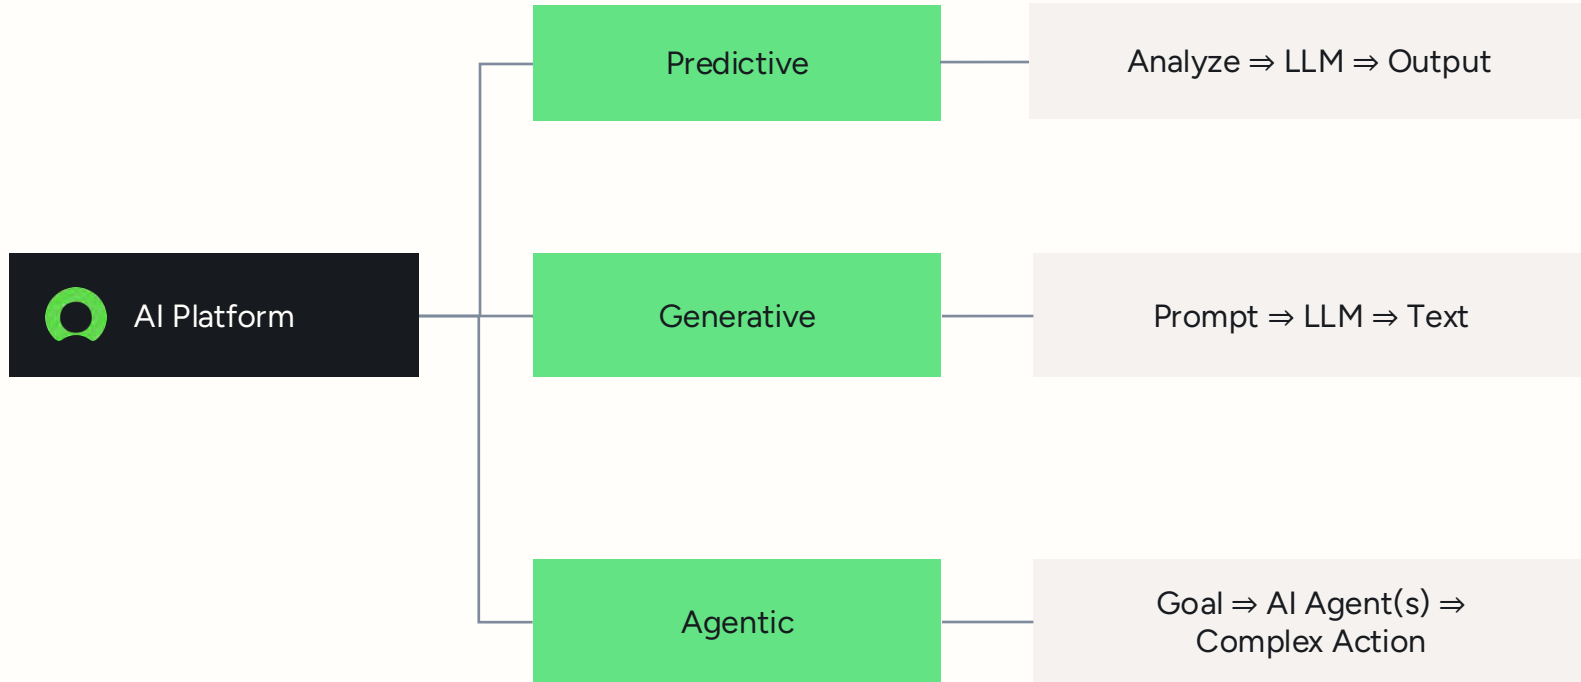 Predictive
Analyze ⇒ LLM ⇒ Output
AI Platform
Generative
Prompt ⇒ LLM ⇒ Text
Agentic
Goal ⇒ AI Agent(s) ⇒
Complex Action